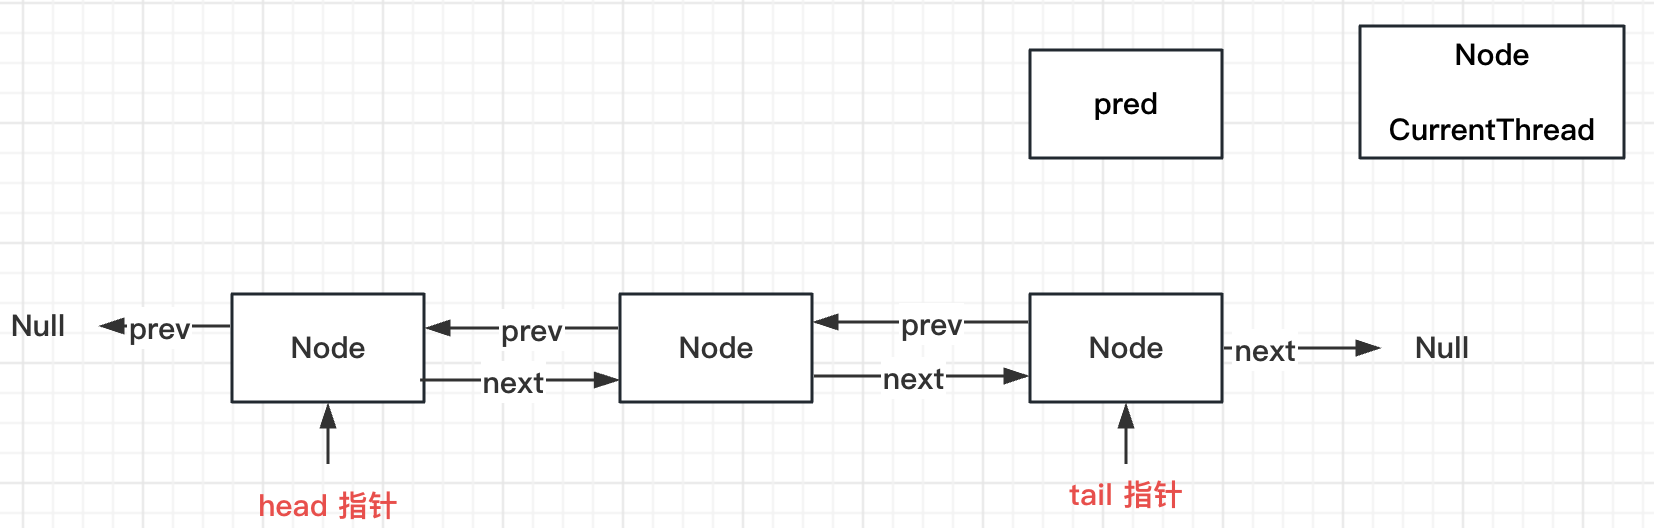 pred
Node
CurrentThread
Null
prev
Node
prev
next
Node
prev
next
Node
next
Null
head 指针
tail 指针